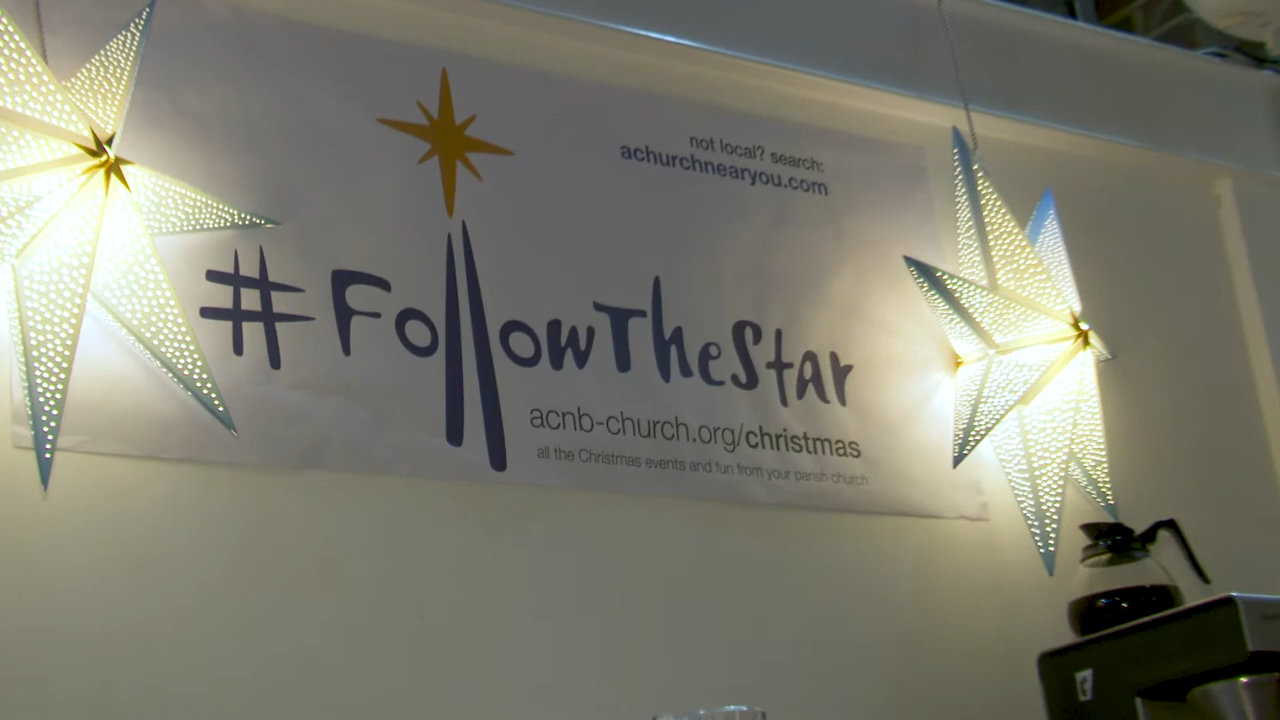 not local? search:
achurchnearyou.com
#FollowTheStar
acnb-church.org/christmas
all the Christmas events and fun from your parish church